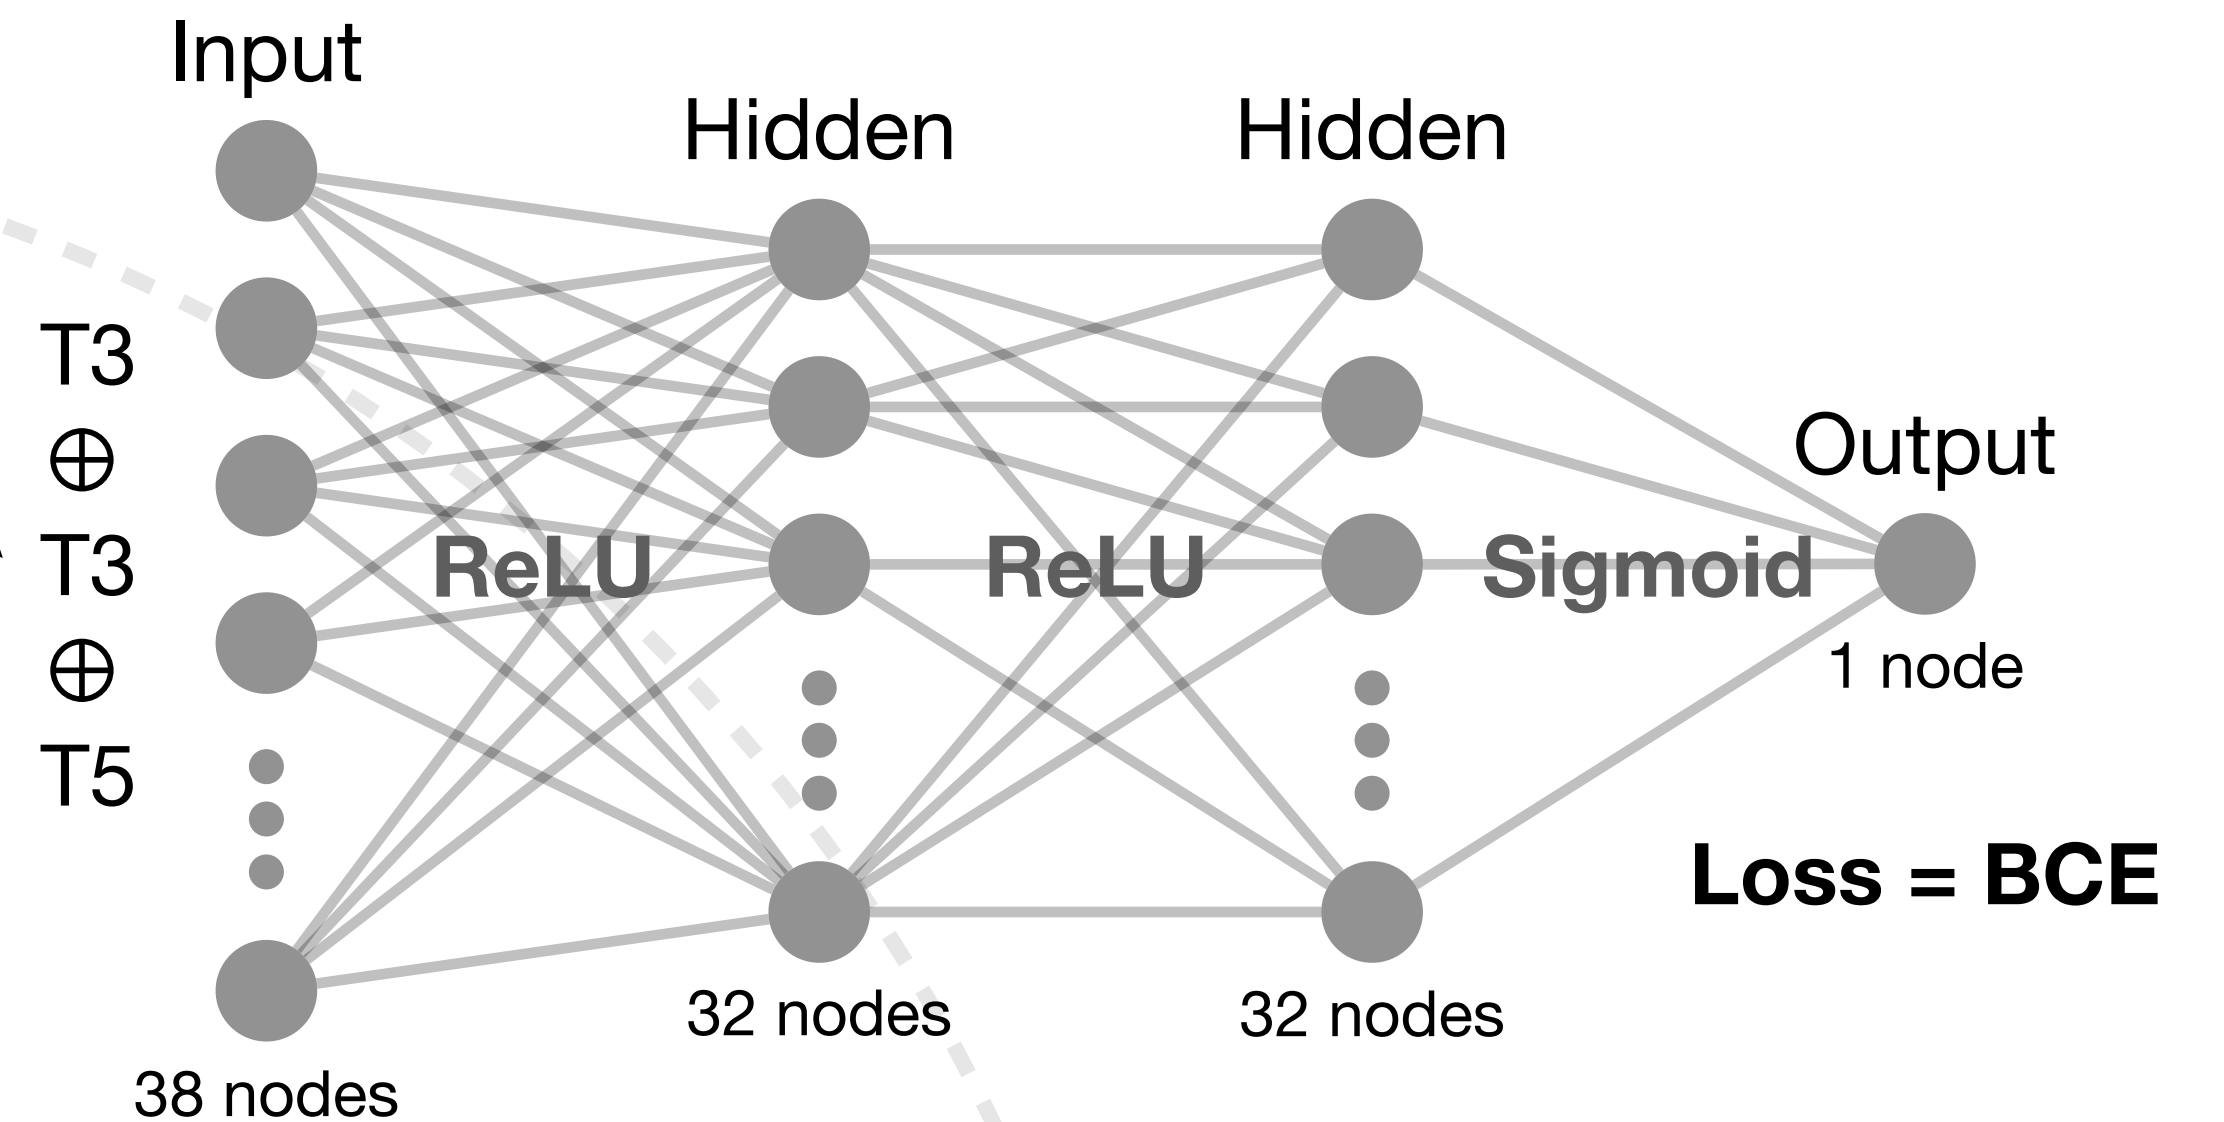 Input
Hidden
Hidden
T3
⊕
T3
⊕
T5
ReLU
ReLU
Sigmoid
Output
1 node
Loss = BCE
38 nodes
32 nodes
32 nodes